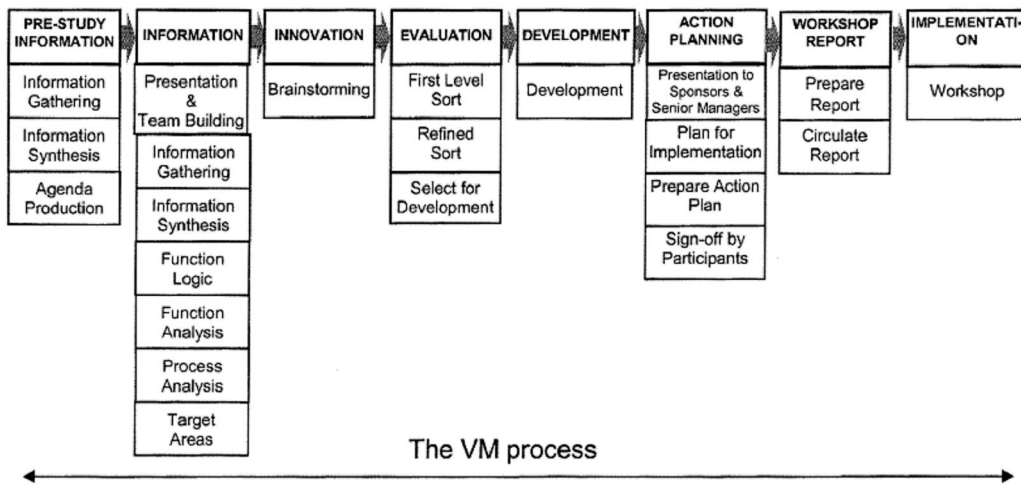 PRE-STUDY
INFORMATION
Information
Gathering
Information
Synthesis
Agenda
Production
INFORMATION
Presentation
&
Team Building
Information
Gathering
Information
Synthesis
Function
Logic
Function
Analysis
Process
Analysis
Target
Areas
INNOVATION
Brainstorming
EVALUATION
First Level
Sort
Refined
Sort
Select for
Development
DEVELOPMENT
Development
ACTION
PLANNING
Presentation to
Sponsors &
Senior Managers
Plan for
Implementation
Prepare Action
Plan
Sign-off by
Participants
WORKSHOP
REPORT
Prepare
Report
Circulate
Report
IMPLEMENTATI-
ON
Workshop
The VM process